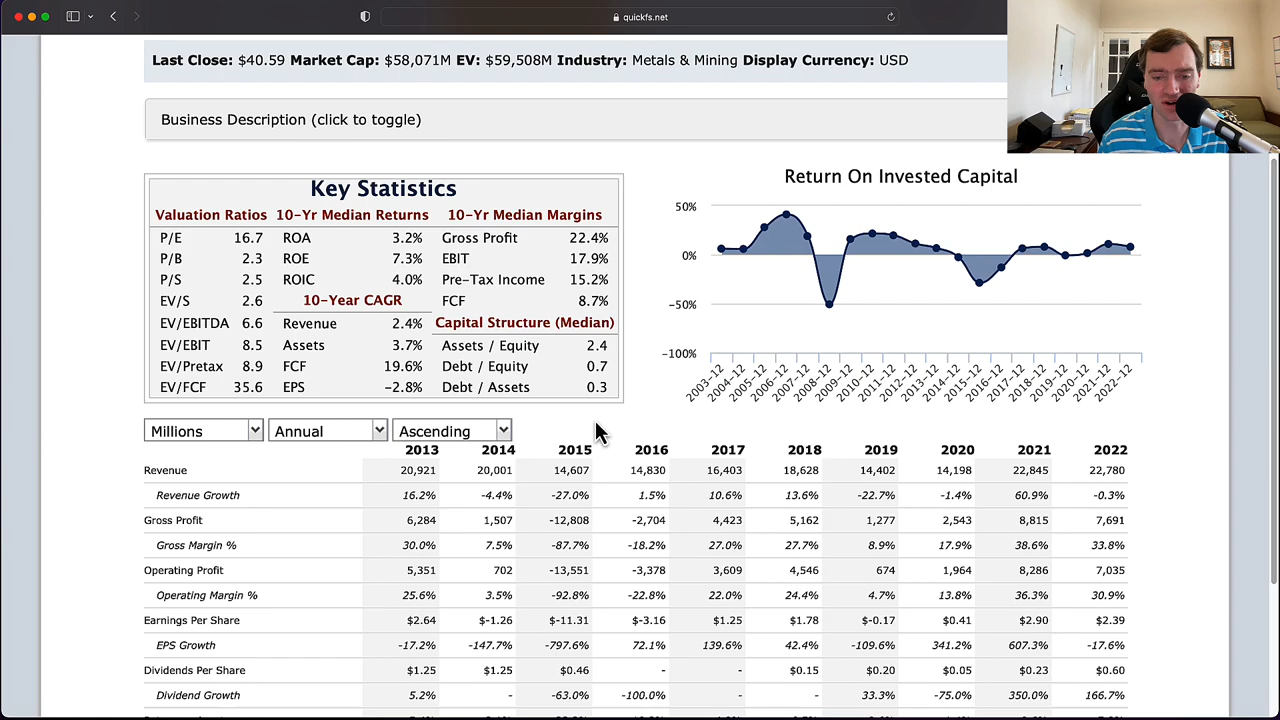 quickfs.net
Last Close: $40.59 Market Cap: $58,071M EV: $59,508M Industry: Metals & Mining Display Currency: USD
Business Description (click to toggle)
Key Statistics
Valuation Ratios 10-Yr Median Returns 10-Yr Median Margins
P/E 16.7 ROA 3.2% Gross Profit 22.4%
P/B 2.3 ROE 7.3% EBIT 17.9%
P/S 2.5 ROIC 4.0% Pre-Tax Income 15.2%
EV/S 2.6 10-Year CAGR FCF 8.7%
EV/EBITDA 6.6 Revenue 2.4% Capital Structure (Median)
EV/EBIT 8.5 Assets 3.7% Assets / Equity 2.4
EV/Pretax 8.9 FCF 19.6% Debt / Equity 0.7
EV/FCF 35.6 EPS -2.8% Debt / Assets 0.3
Return On Invested Capital
50%
0%
-50%
-100%
2003-12 2004-12 2005-12 2006-12 2007-12 2008-12 2009-12 2010-12 2011-12 2012-12 2013-12 2014-12 2015-12 2016-12 2017-12 2018-12 2019-12 2020-12 2021-12 2022-12
Millions Annual Ascending
2013 2014 2015 2016 2017 2018 2019 2020 2021 2022
Revenue 20,921 20,001 14,607 14,830 16,403 18,628 14,402 14,198 22,845 22,780
Revenue Growth 16.2% -4.4% -27.0% 1.5% 10.6% 13.6% -22.7% -1.4% 60.9% -0.3%
Gross Profit 6,284 1,507 -12,808 -2,704 4,423 5,162 1,277 2,543 8,815 7,691
Gross Margin % 30.0% 7.5% -87.7% -18.2% 27.0% 27.7% 8.9% 17.9% 38.6% 33.8%
Operating Profit 5,351 702 -13,551 -3,378 3,609 4,546 674 1,964 8,286 7,035
Operating Margin % 25.6% 3.5% -92.8% -22.8% 22.0% 24.4% 4.7% 13.8% 36.3% 30.9%
Earnings Per Share $2.64 $-1.26 $-11.31 $-3.16 $1.25 $1.78 $-0.17 $0.41 $2.90 $2.39
EPS Growth -17.2% -147.7% -797.6% 72.1% 139.6% 42.4% -109.6% 341.2% 607.3% -17.6%
Dividends Per Share $1.25 $1.25 $0.46 - - $0.15 $0.20 $0.05 $0.23 $0.60
Dividend Growth 5.2% - -63.0% -100.0% - - 33.3% -75.0% 350.0% 166.7%